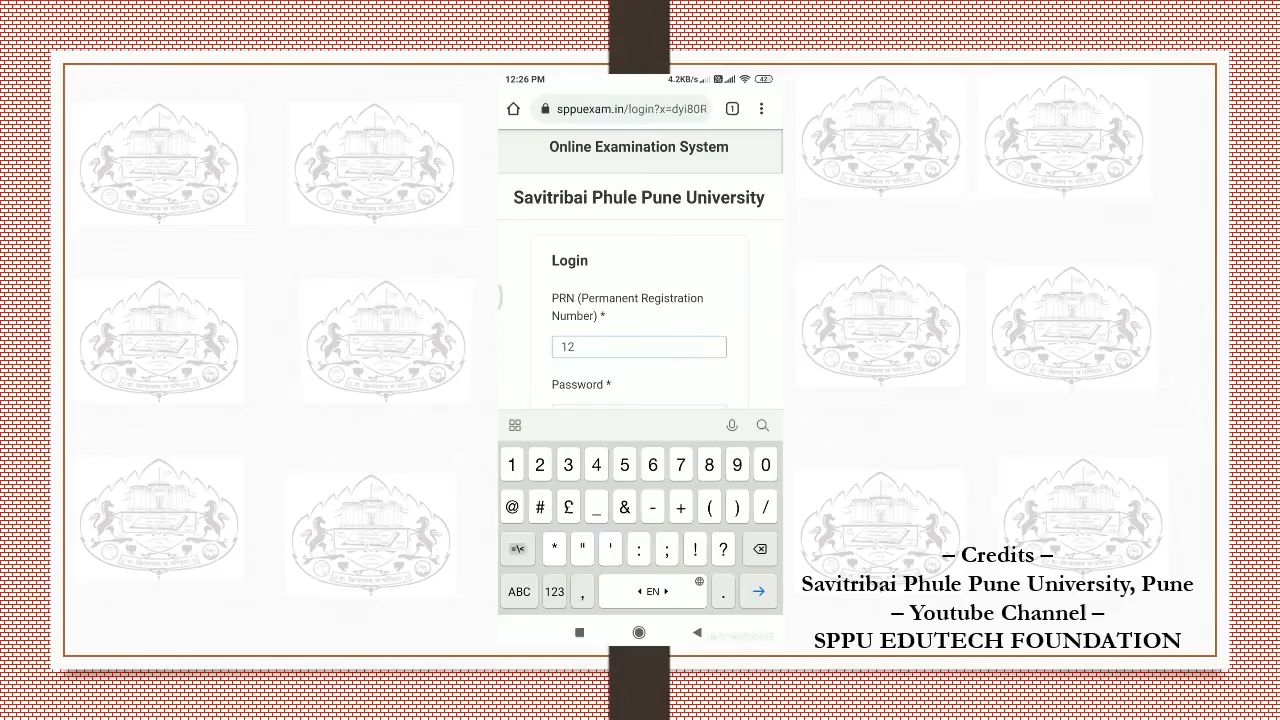 12:26 PM
4.2KB/s
42
sppuexam.in/login?x=dyi80R
1
Online Examination System
Savitribai Phule Pune University
Login
PRN (Permanent Registration
Number) *
12
Password *
1 2 3 4 5 6 7 8 9 0
@ # £ _ & - + ( ) /
* " ' : ; ! ?
ABC 123 , EN .
– Credits –
Savitribai Phule Pune University, Pune
– Youtube Channel –
SPPU EDUTECH FOUNDATION